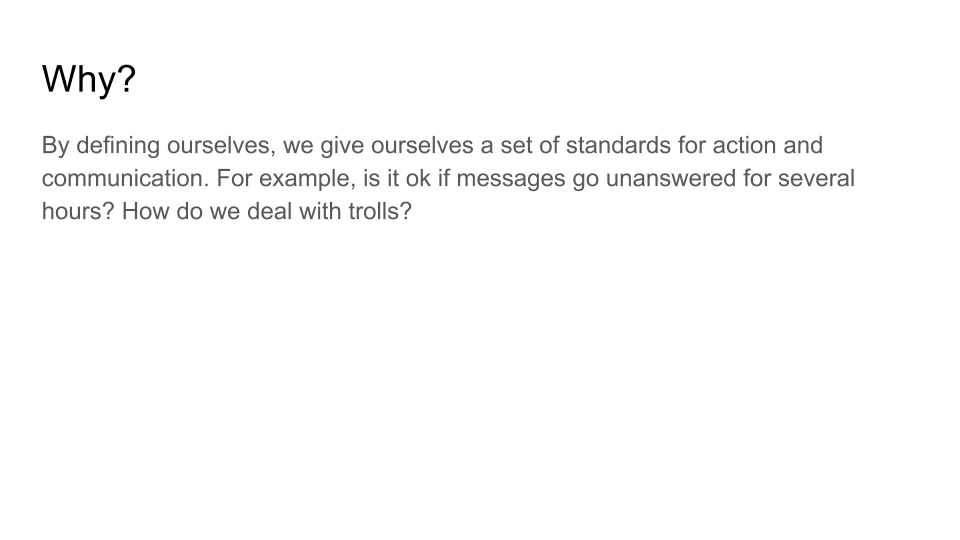 Why?
By defining ourselves, we give ourselves a set of standards for action and
communication. For example, is it ok if messages go unanswered for several
hours? How do we deal with trolls?